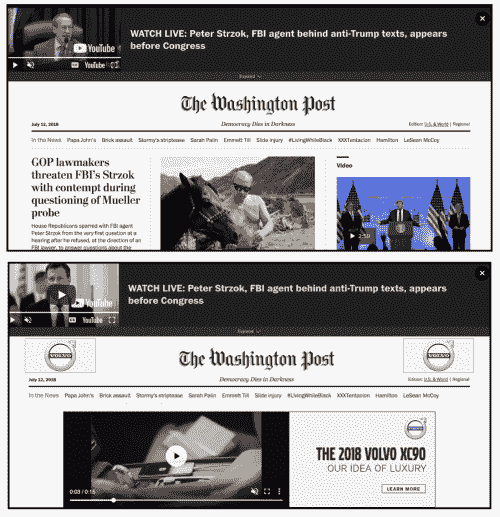 WATCH LIVE: Peter Strzok, FBI agent behind anti-Trump texts, appears
before Congress
YouTube
CC YouTube
Expand
The Washington Post
July 12, 2018
Democracy Dies in Darkness
Edition: U.S. & World | Regional
In the News Papa John's Brick assault Stormy's striptease Sarah Palin Emmett Till Slide injury #LivingWhileBlack XXXTentacion Hamilton LeSean McCoy
GOP lawmakers
threaten FBI's Strzok
with contempt during
questioning of Mueller
probe
House Republicans sparred with FBI agent
Peter Strzok from the very first question at a
hearing after he refused, at the direction of an
FBI lawyer, to answer questions about the
Video
WATCH LIVE: Peter Strzok, FBI agent behind anti-Trump texts, appears
before Congress
YouTube
CC YouTube
Expand
VOLVO
The Washington Post
VOLVO
July 12, 2018
Democracy Dies in Darkness
Edition: U.S. & World | Regional
In the News Papa John's Brick assault Stormy's striptease Sarah Palin Emmett Till Slide injury #LivingWhileBlack XXXTentacion Hamilton LeSean McCoy
THE 2018 VOLVO XC90
OUR IDEA OF LUXURY
LEARN MORE
0:03 / 0:15